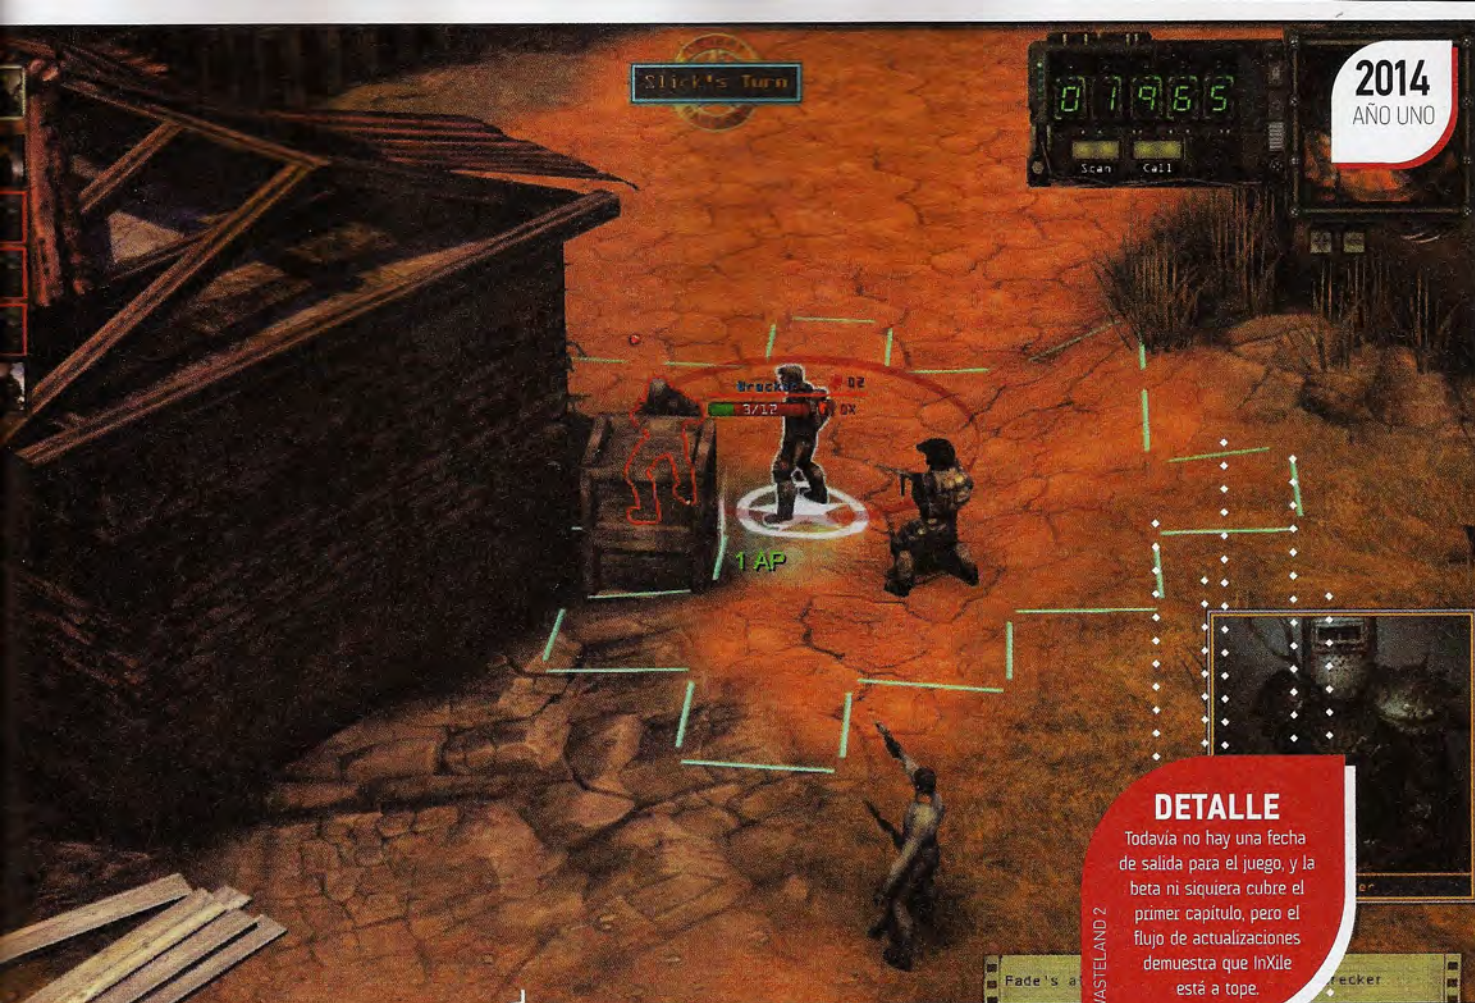 Slick's Turn
01965
Scan Call
2014
AÑO UNO
3/12
1 AP
DETALLE
Todavía no hay una fecha
de salida para el juego, y la
beta ni siquiera cubre el
primer capítulo, pero el
flujo de actualizaciones
demuestra que InXile
está a tope.
WASTELAND 2
Fade's